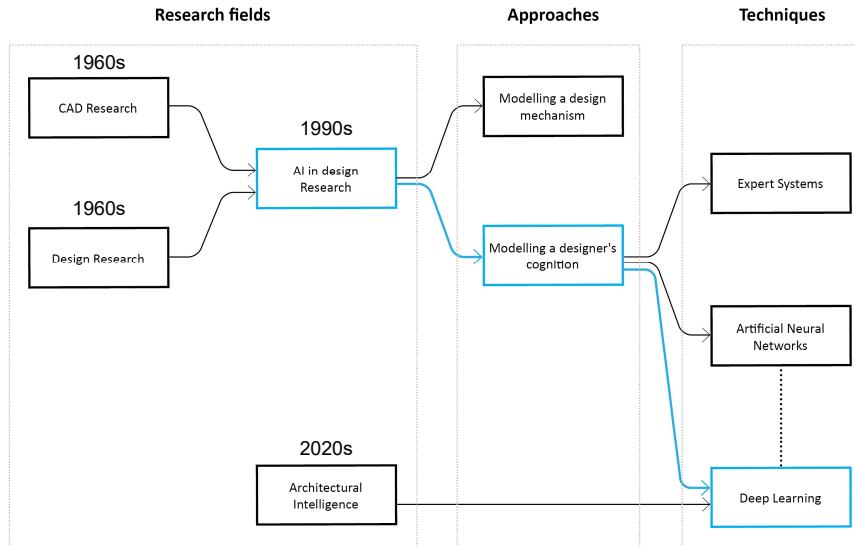 Research fields
Approaches
Techniques
1960s
CAD Research
1990s
AI in design
Research
1960s
Design Research
2020s
Architectural
Intelligence
Modelling a design
mechanism
Modelling a designer's
cognition
Expert Systems
Artificial Neural
Networks
Deep Learning